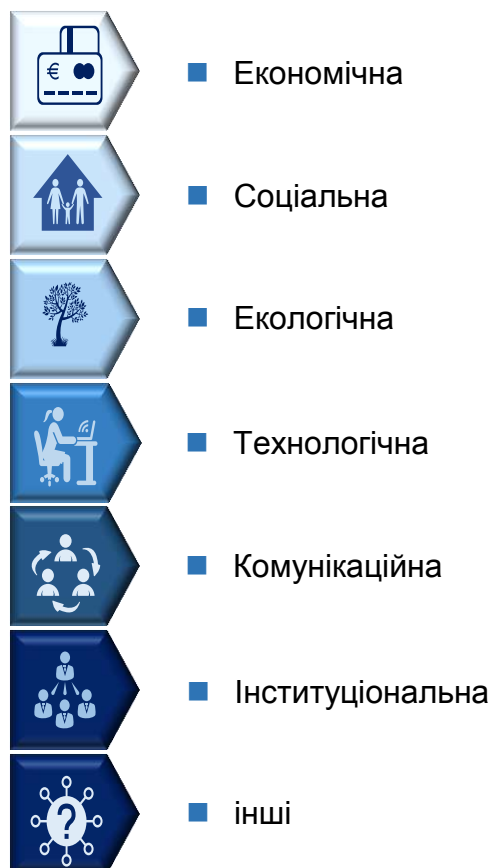 €
Економічна
Соціальна
Екологічна
Технологічна
Комунікаційна
Інституціональна
?
інші